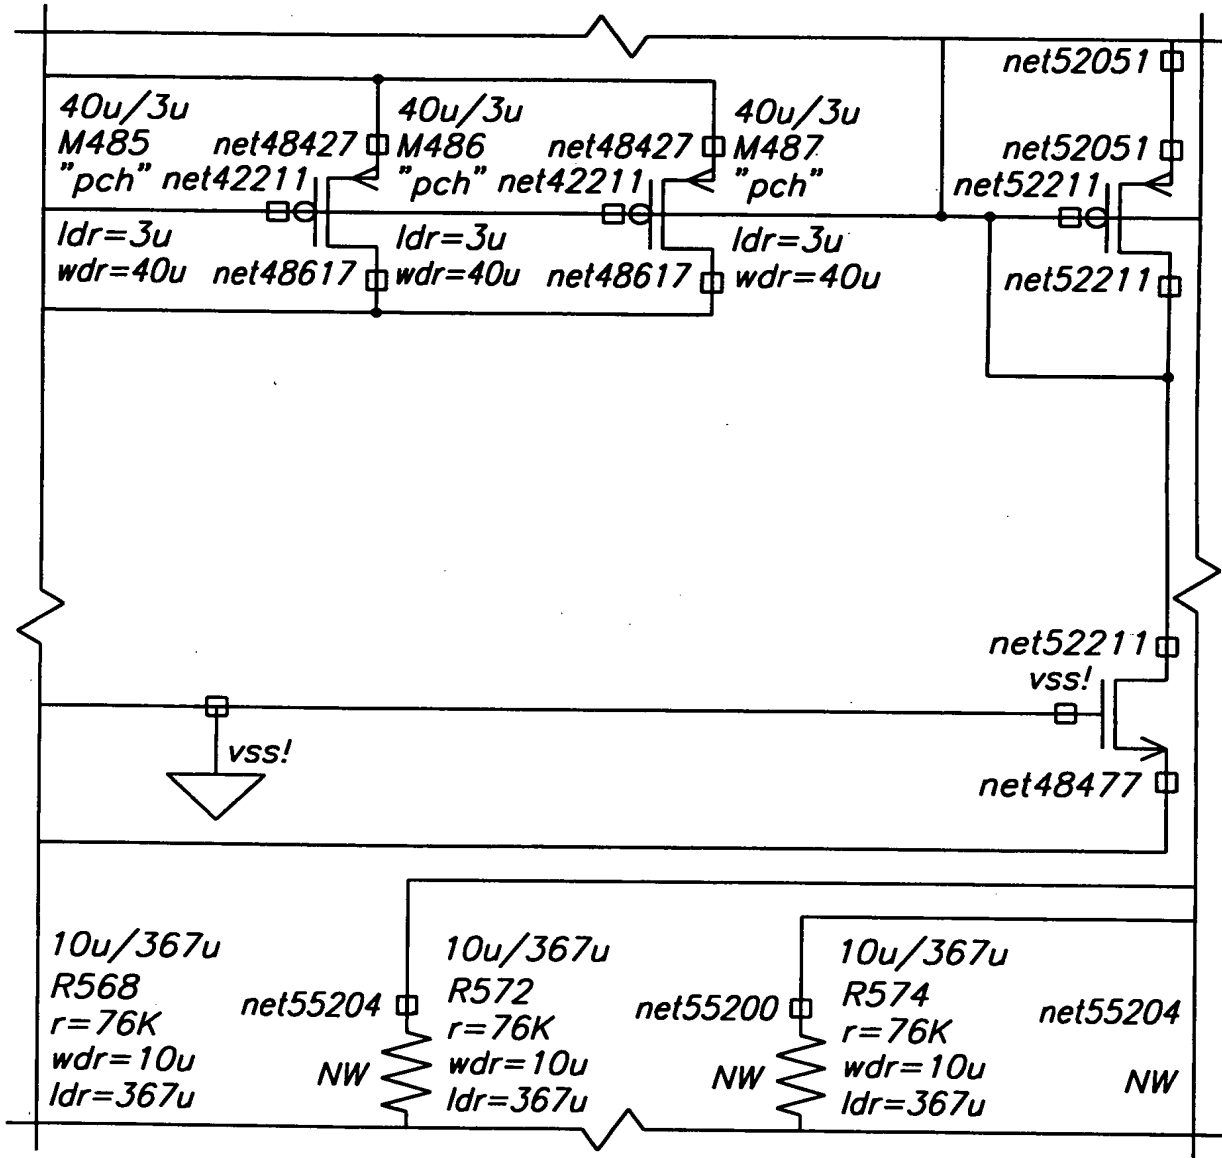 net52051
40u/3u
M485
"pch"
net48427
net42211
40u/3u
M486
"pch"
net48427
net42211
40u/3u
M487
"pch"
net52051
net52211
ldr=3u
wdr=40u
net48617
ldr=3u
wdr=40u
net48617
ldr=3u
wdr=40u
net52211
net52211
vss!
vss!
net48477
10u/367u
R568
r=76K
wdr=10u
ldr=367u
net55204
NW
10u/367u
R572
r=76K
wdr=10u
ldr=367u
net55200
NW
10u/367u
R574
r=76K
wdr=10u
ldr=367u
net55204
NW